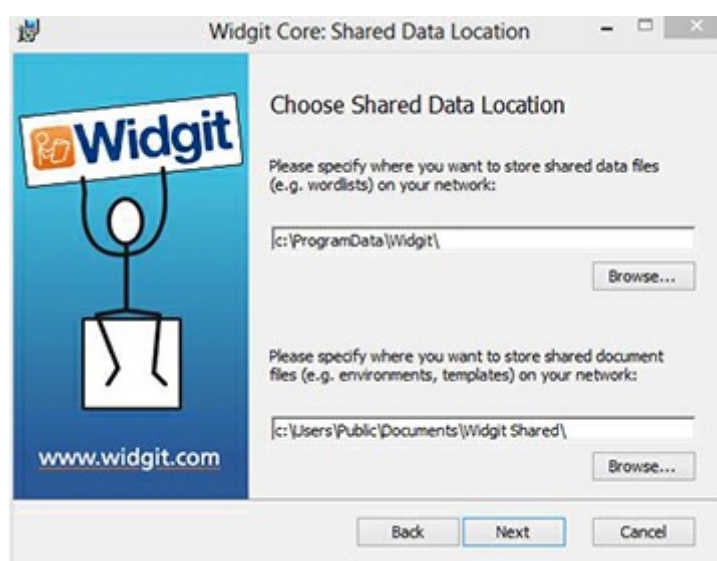 Widgit Core: Shared Data Location
Widgit
Choose Shared Data Location
Please specify where you want to store shared data files
(e.g. wordlists) on your network:
c:\ProgramData\Widgit\
Browse...
Please specify where you want to store shared document
files (e.g. environments, templates) on your network:
c:\Users\Public\Documents\Widgit Shared\
www.widgit.com
Browse...
Back Next Cancel